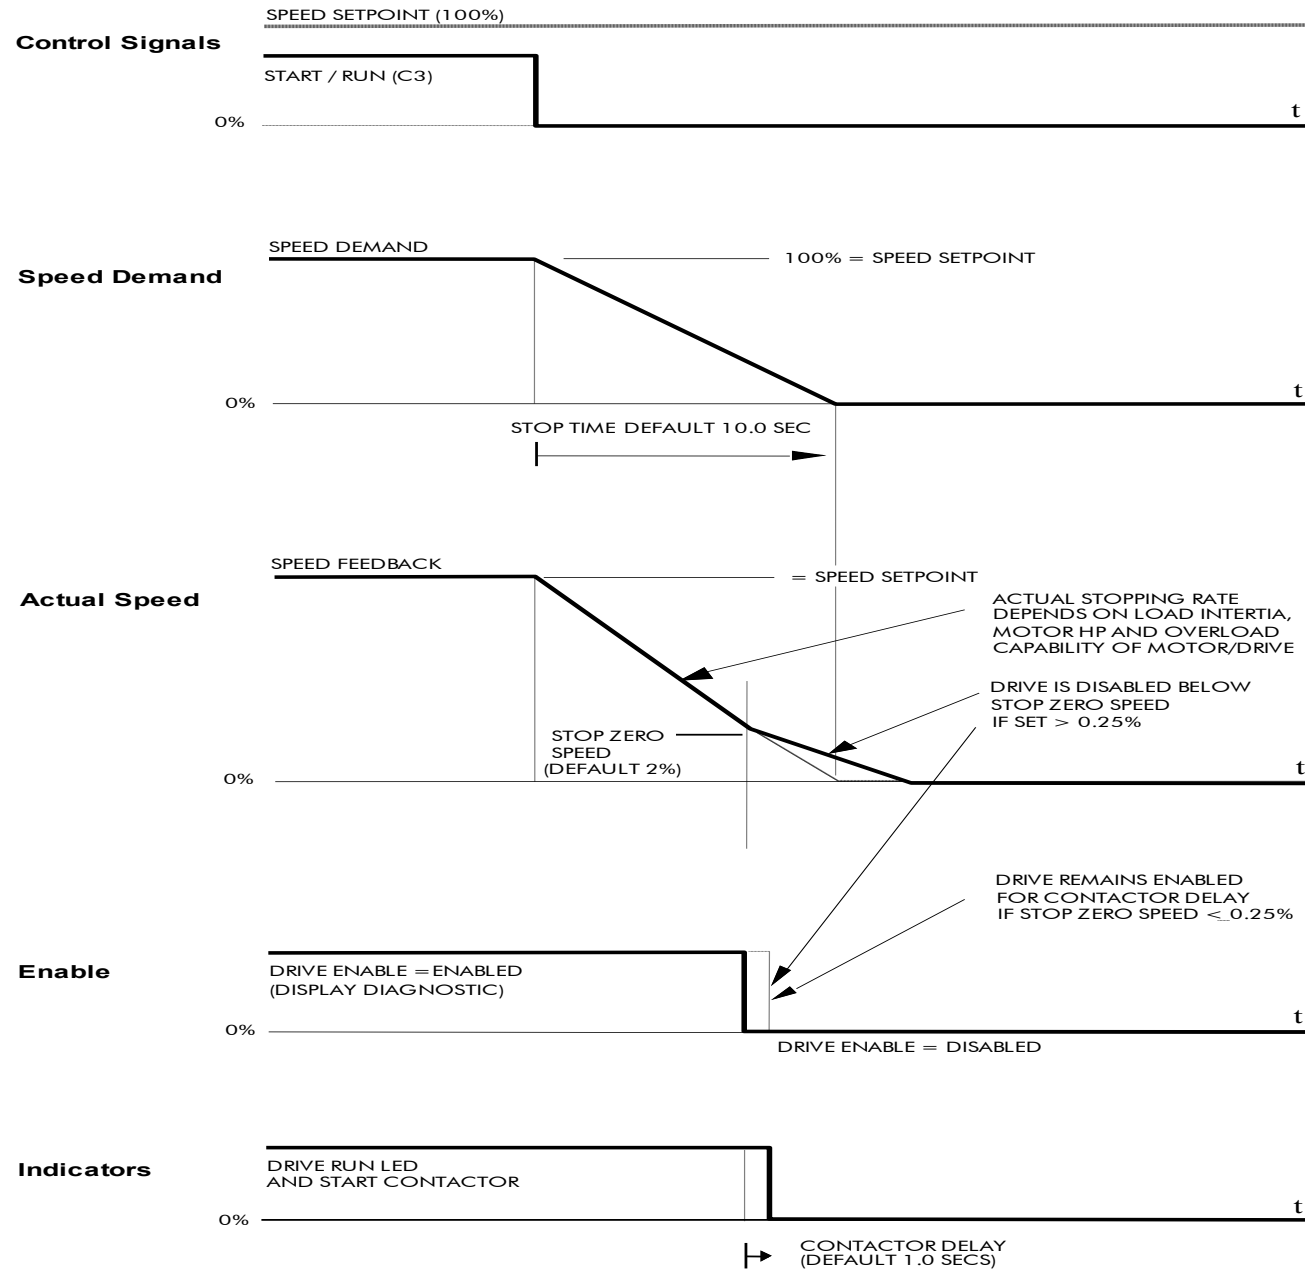 SPEED SETPOINT (100%)
Control Signals
START / RUN (C3)
t
0%
SPEED DEMAND
100% = SPEED SETPOINT
Speed Demand
t
0%
STOP TIME DEFAULT 10.0 SEC
SPEED FEEDBACK
= SPEED SETPOINT
Actual Speed
ACTUAL STOPPING RATE
DEPENDS ON LOAD INTERTIA,
MOTOR HP AND OVERLOAD
CAPABILITY OF MOTOR/DRIVE
DRIVE IS DISABLED BELOW
STOP ZERO SPEED
IF SET > 0.25%
STOP ZERO
SPEED
(DEFAULT 2%)
t
0%
DRIVE REMAINS ENABLED
FOR CONTACTOR DELAY
IF STOP ZERO SPEED <_0.25%
Enable
DRIVE ENABLE =ENABLED
(DISPLAY DIAGNOSTIC)
t
0%
DRIVE ENABLE = DISABLED
Indicators
DRIVE RUN LED
AND START CONTACTOR
t
0%
CONTACTOR DELAY
(DEFAULT 1.0 SECS)